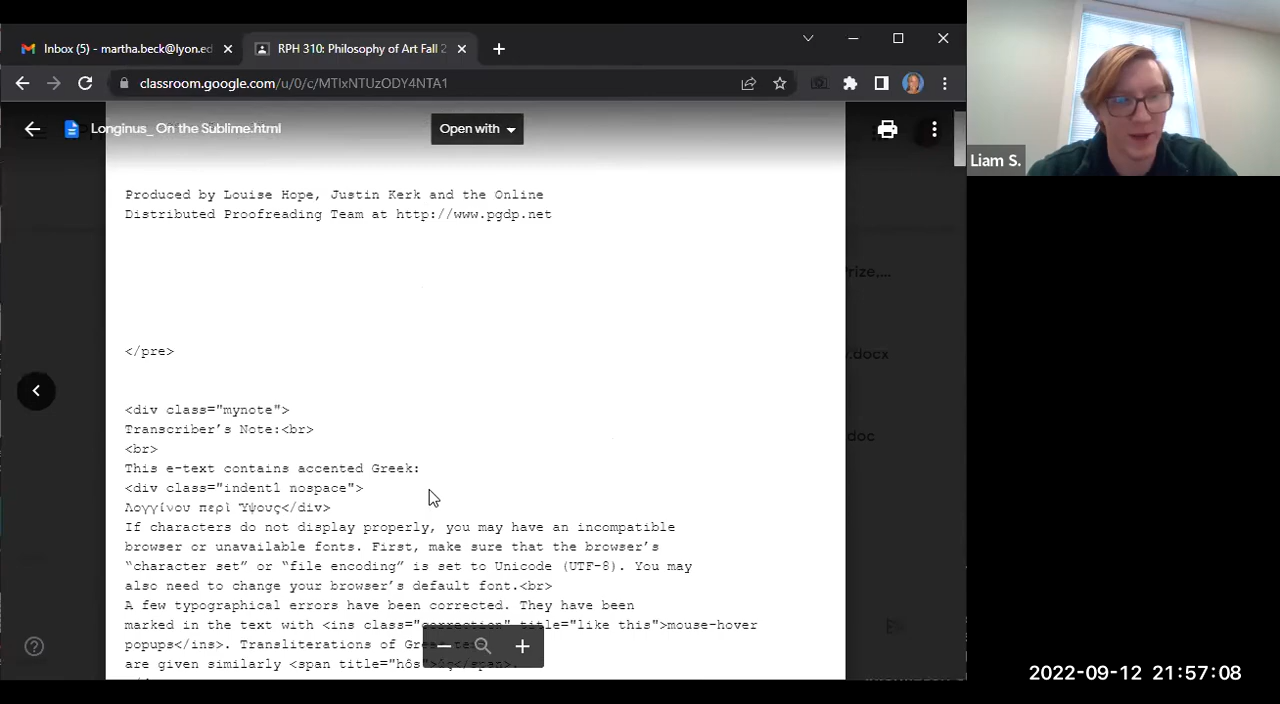 Inbox (5) - martha.beck@lyon.ed
RPH 310: Philosophy of Art Fall 2
classroom.google.com/u/0/c/MTIxNTUzODY4NTA1
Longinus_ On the Sublime.html
Open with
Liam S.
Produced by Louise Hope, Justin Kerk and the Online
Distributed Proofreading Team at http://www.pgdp.net
rize,...
</pre>
.docx
<div class="mynote">
Transcriber’s Note:<br>
.doc
<br>
This e-text contains accented Greek:
<div class="indent1 nospace">
Λογγίνου περὶ Ὕψους</div>
If characters do not display properly, you may have an incompatible
browser or unavailable fonts. First, make sure that the browser’s
“character set” or “file encoding” is set to Unicode (UTF-8). You may
also need to change your browser’s default font.<br>
A few typographical errors have been corrected. They have been
marked in the text with <ins class="correction" title="like this">mouse-hover
popups</ins>. Transliterations of Greek
are given similarly <span title="hôs">
2022-09-12 21:57:08